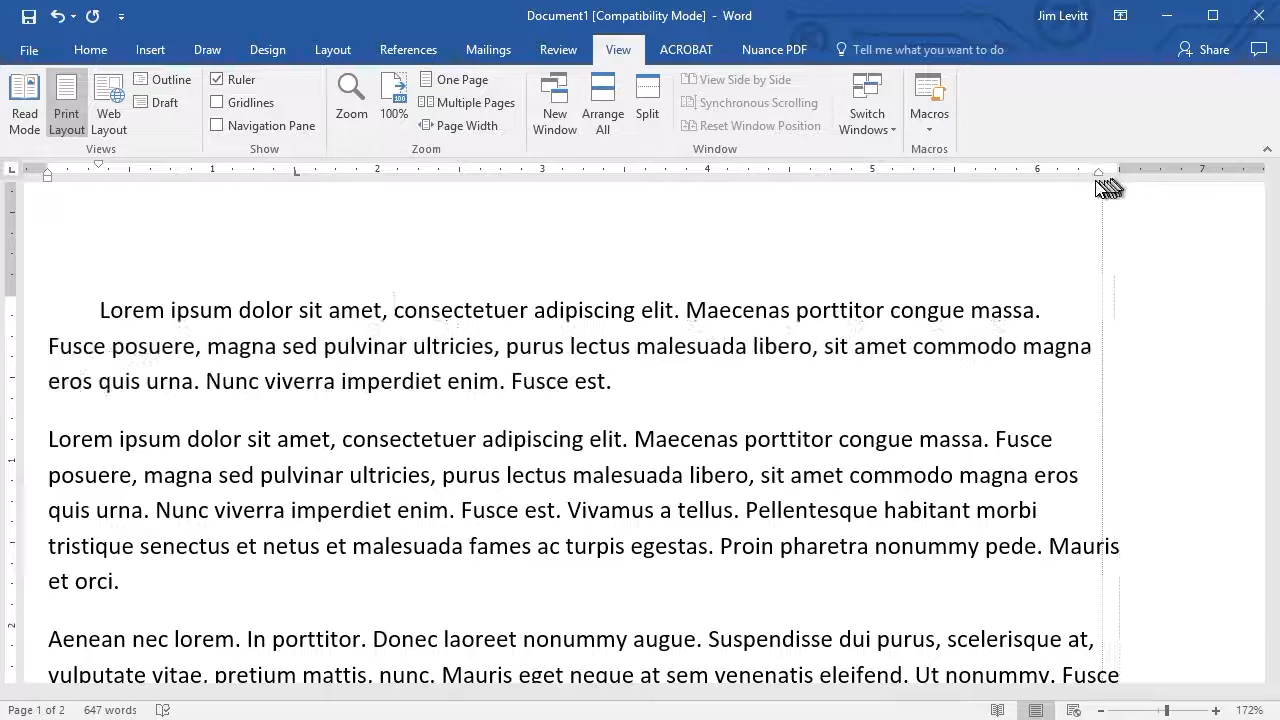 Document1 [Compatibility Mode] - Word
Jim Levitt
File Home Insert Draw Design Layout References Mailings Review View ACROBAT Nuance PDF Tell me what you want to do Share
Read Mode
Print Layout
Web Layout
Outline
Draft
Views
Ruler
Gridlines
Navigation Pane
Show
Zoom
100
100%
One Page
Multiple Pages
Page Width
Zoom
New Window
Arrange All
Split
View Side by Side
Synchronous Scrolling
Reset Window Position
Switch Windows
Window
Macros
Macros
L 1 2 3 4 5 6 7
Lorem ipsum dolor sit amet, consectetuer adipiscing elit. Maecenas porttitor congue massa.
Fusce posuere, magna sed pulvinar ultricies, purus lectus malesuada libero, sit amet commodo magna
eros quis urna. Nunc viverra imperdiet enim. Fusce est.
Lorem ipsum dolor sit amet, consectetuer adipiscing elit. Maecenas porttitor congue massa. Fusce
posuere, magna sed pulvinar ultricies, purus lectus malesuada libero, sit amet commodo magna eros
quis urna. Nunc viverra imperdiet enim. Fusce est. Vivamus a tellus. Pellentesque habitant morbi
1
tristique senectus et netus et malesuada fames ac turpis egestas. Proin pharetra nonummy pede. Mauris
et orci.
2
Aenean nec lorem. In porttitor. Donec laoreet nonummy augue. Suspendisse dui purus, scelerisque at,
vulputate vitae, pretium mattis, nunc. Mauris eget neque at sem venenatis eleifend. Ut nonummy. Fusce
Page 1 of 2 647 words 172%